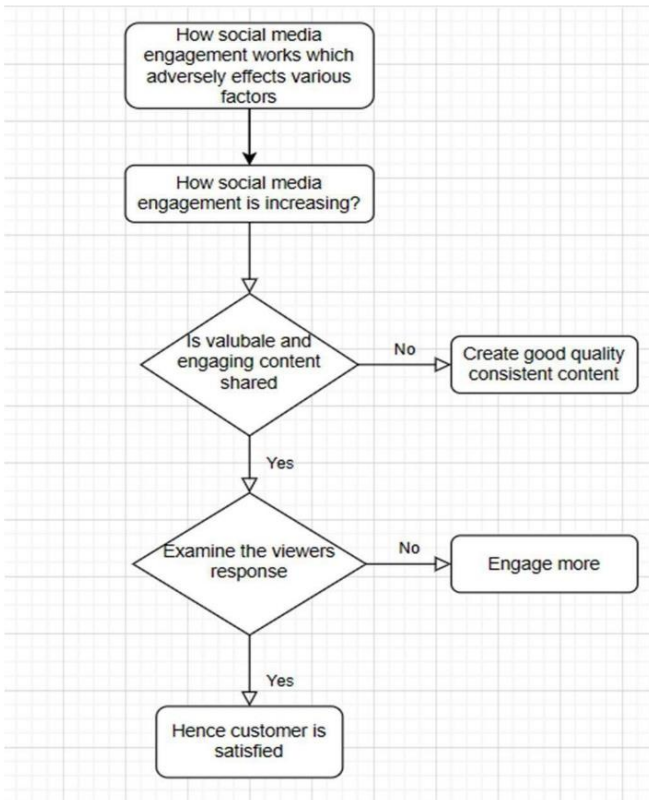 How social media
engagement works which
adversely effects various
factors
How social media
engagement is increasing?
Is valubale and
engaging content
shared
No
Create good quality
consistent content
Yes
Examine the viewers
response
No
Engage more
Yes
Hence customer is
satisfied